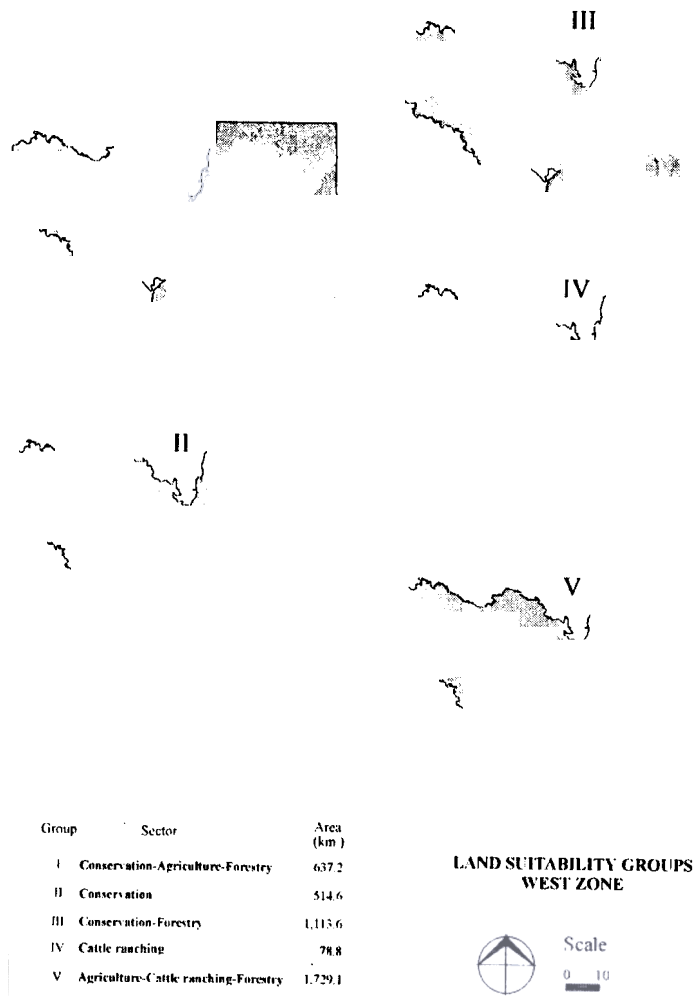 III
IV
II
V
Group Sector Area
(km )
I Conservation-Agriculture-Forestry 637.2
II Conservation 514.6
III Conservation-Forestry 1,113.6
IV Cattle ranching 78.8
V Agriculture-Cattle ranching-Forestry 1,729.1
LAND SUITABILITY GROUPS
WEST ZONE
Scale
0 10